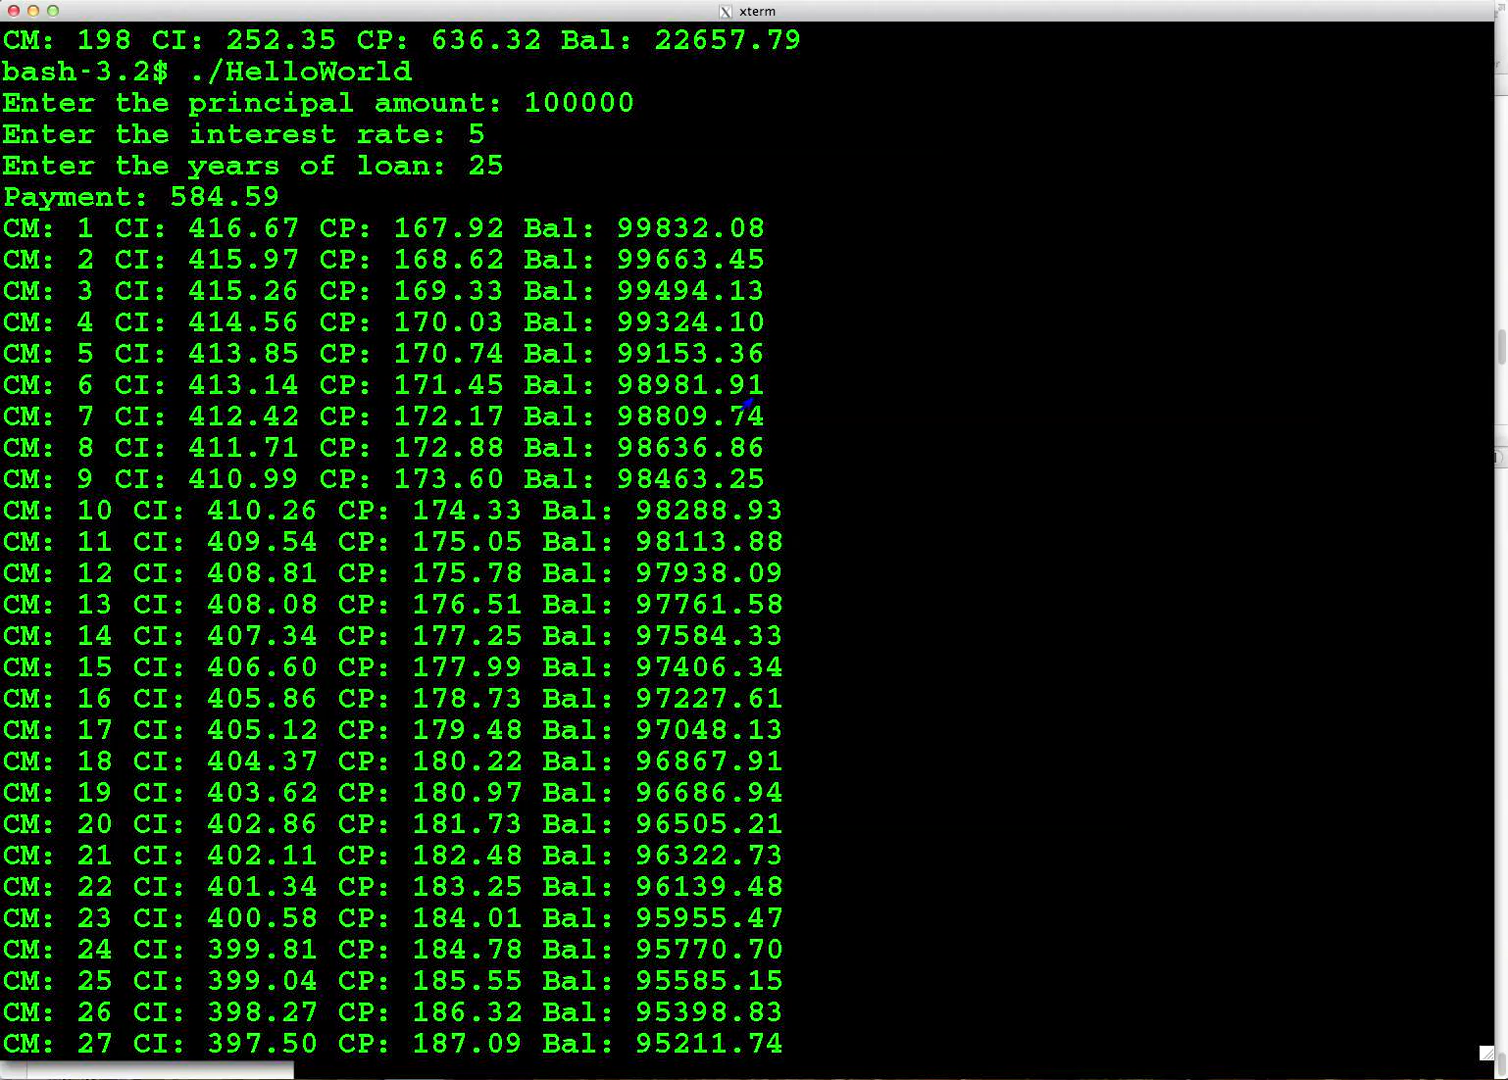 xterm
CM: 198 CI: 252.35 CP: 636.32 Bal: 22657.79
bash-3.2$ ./HelloWorld
Enter the principal amount: 100000
Enter the interest rate: 5
Enter the years of loan: 25
Payment: 584.59
CM: 1 CI: 416.67 CP: 167.92 Bal: 99832.08
CM: 2 CI: 415.97 CP: 168.62 Bal: 99663.45
CM: 3 CI: 415.26 CP: 169.33 Bal: 99494.13
CM: 4 CI: 414.56 CP: 170.03 Bal: 99324.10
CM: 5 CI: 413.85 CP: 170.74 Bal: 99153.36
CM: 6 CI: 413.14 CP: 171.45 Bal: 98981.91
CM: 7 CI: 412.42 CP: 172.17 Bal: 98809.74
CM: 8 CI: 411.71 CP: 172.88 Bal: 98636.86
CM: 9 CI: 410.99 CP: 173.60 Bal: 98463.25
CM: 10 CI: 410.26 CP: 174.33 Bal: 98288.93
CM: 11 CI: 409.54 CP: 175.05 Bal: 98113.88
CM: 12 CI: 408.81 CP: 175.78 Bal: 97938.09
CM: 13 CI: 408.08 CP: 176.51 Bal: 97761.58
CM: 14 CI: 407.34 CP: 177.25 Bal: 97584.33
CM: 15 CI: 406.60 CP: 177.99 Bal: 97406.34
CM: 16 CI: 405.86 CP: 178.73 Bal: 97227.61
CM: 17 CI: 405.12 CP: 179.48 Bal: 97048.13
CM: 18 CI: 404.37 CP: 180.22 Bal: 96867.91
CM: 19 CI: 403.62 CP: 180.97 Bal: 96686.94
CM: 20 CI: 402.86 CP: 181.73 Bal: 96505.21
CM: 21 CI: 402.11 CP: 182.48 Bal: 96322.73
CM: 22 CI: 401.34 CP: 183.25 Bal: 96139.48
CM: 23 CI: 400.58 CP: 184.01 Bal: 95955.47
CM: 24 CI: 399.81 CP: 184.78 Bal: 95770.70
CM: 25 CI: 399.04 CP: 185.55 Bal: 95585.15
CM: 26 CI: 398.27 CP: 186.32 Bal: 95398.83
CM: 27 CI: 397.50 CP: 187.09 Bal: 95211.74